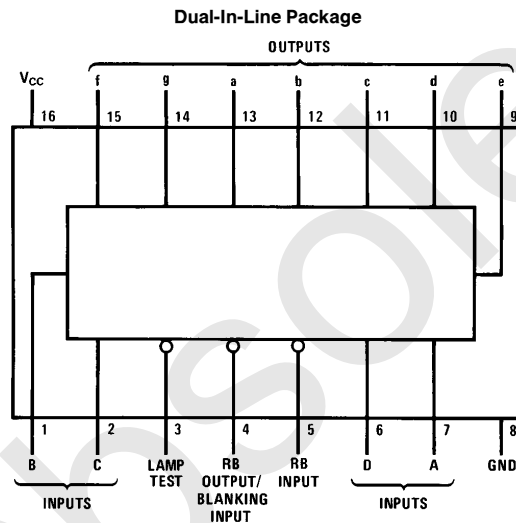 Dual-In-Line Package
OUTPUTS
VCC f g a b c d e
16 15 14 13 12 11 10 9
1 2 3 4 5 6 7 8
B C LAMP TEST RB OUTPUT/ BLANKING INPUT RB INPUT D A GND
INPUTS INPUTS